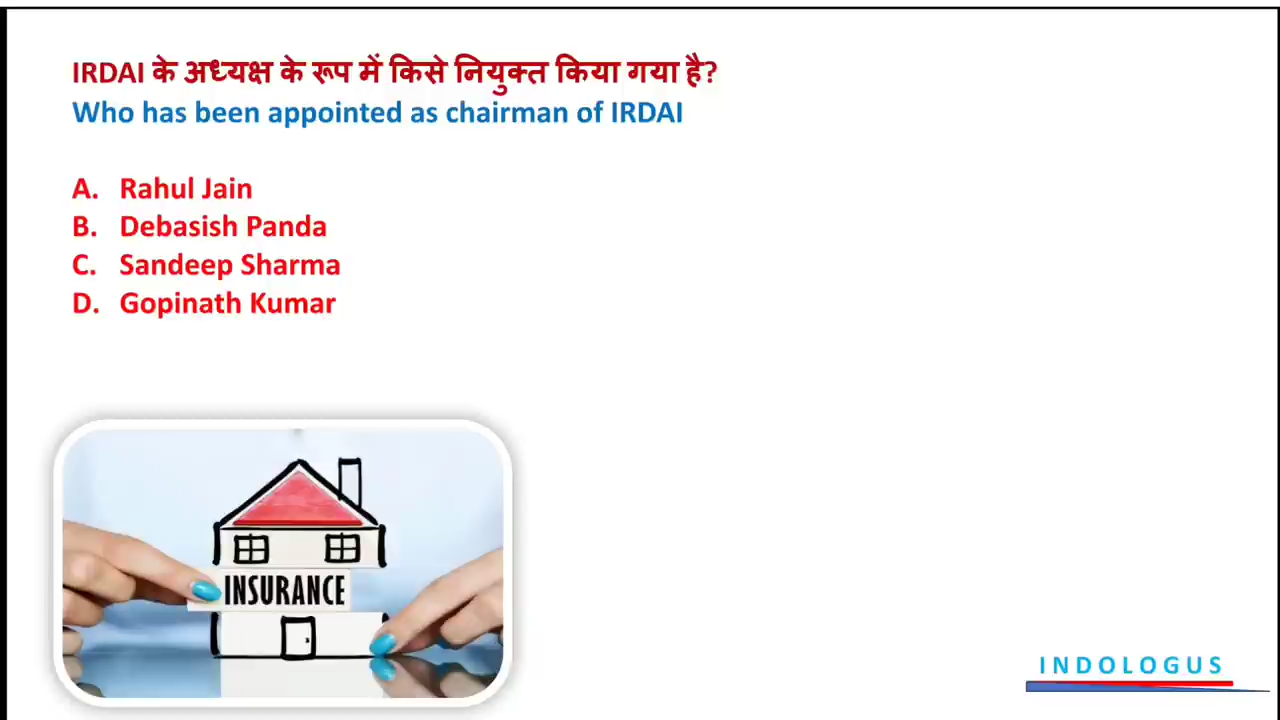 IRDAI के अध्यक्ष के रूप में किसे नियुक्त किया गया है?
Who has been appointed as chairman of IRDAI
A. Rahul Jain
B. Debasish Panda
C. Sandeep Sharma
D. Gopinath Kumar
INSURANCE
INDOLOGUS